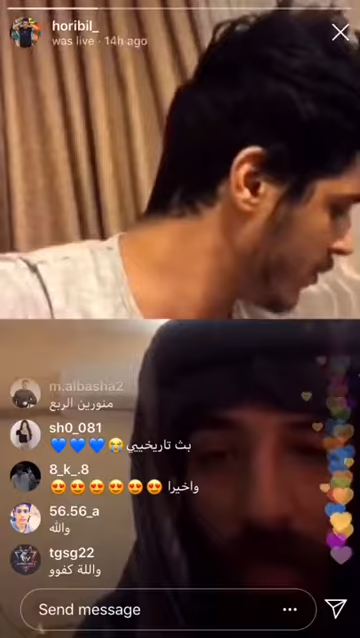 horibil_
was live · 14h ago
m.albasha2
منورين الربع
sh0_081
بث تاريخيي😭💙💙💙
8_k_.8
واخيرا 😍😍😍😍😍😍
56.56_a
والله
tgsg22
واللة كفوو
Send message